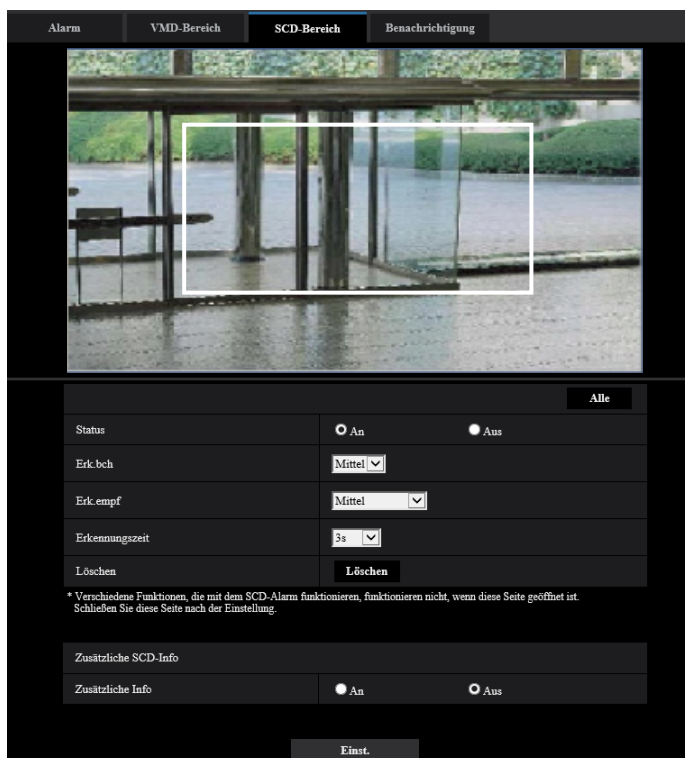 Alarm VMD-Bereich SCD-Bereich Benachrichtigung
Alle
Status An Aus
Erk.bch Mittel
Erk.empf Mittel
Erkennungszeit 3s
Löschen Löschen
* Verschiedene Funktionen, die mit dem SCD-Alarm funktionieren, funktionieren nicht, wenn diese Seite geöffnet ist.
Schließen Sie diese Seite nach der Einstellung.
Zusätzliche SCD-Info
Zusätzliche Info An Aus
Einst.